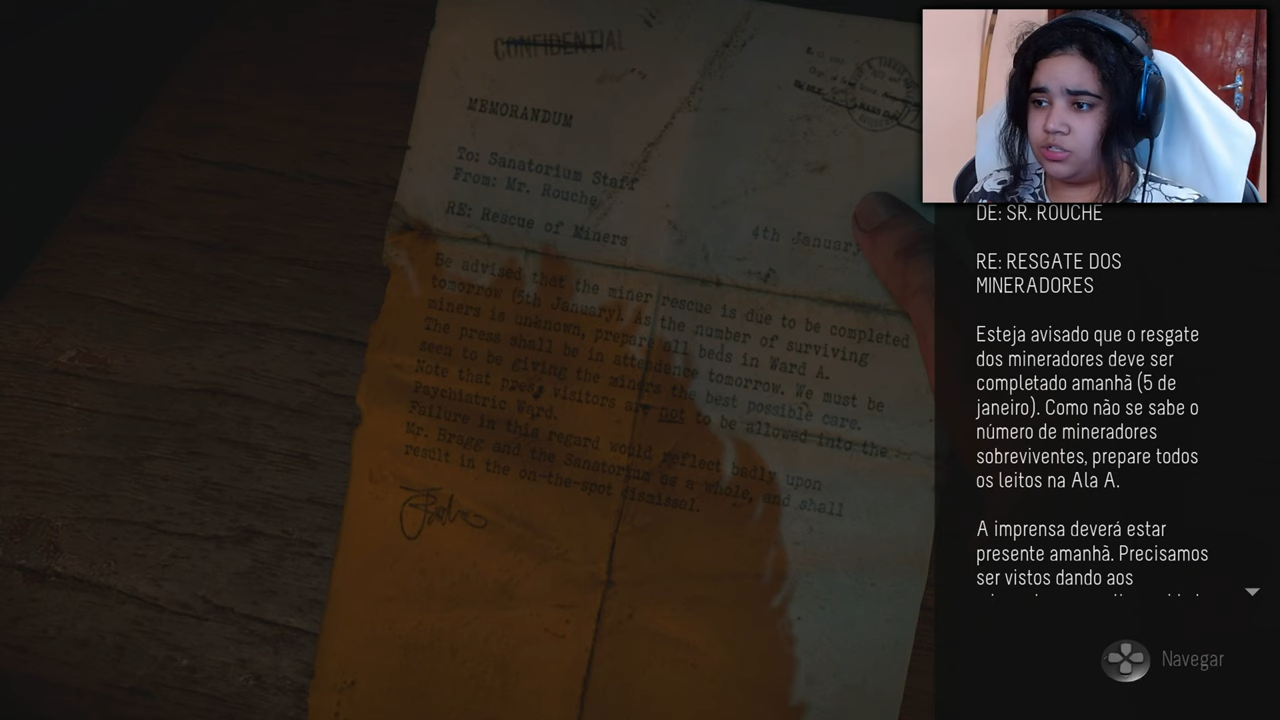 CONFIDENTIAL
MEMORANDUM
To: Sanatorium Staff
From: Mr. Rouche
RE: Rescue of Miners
4th January
Be advised that the miner rescue is due to be completed
tomorrow (5th January). As the number of surviving
miners is unknown, prepare all beds in Ward A.
The press shall be in attendance tomorrow. We must be
seen to be giving the miners the best possible care.
Note that press visitors are not to be allowed into the
Psychiatric Ward.
Failure in this regard would reflect badly upon
Mr. Bragg and the Sanatorium as a whole, and shall
result in the on-the-spot dismissal.
DE: SR. ROUCHE
RE: RESGATE DOS
MINERADORES
Esteja avisado que o resgate
dos mineradores deve ser
completado amanhã (5 de
janeiro). Como não se sabe o
número de mineradores
sobreviventes, prepare todos
os leitos na Ala A.
A imprensa deverá estar
presente amanhã. Precisamos
ser vistos dando aos
Navegar